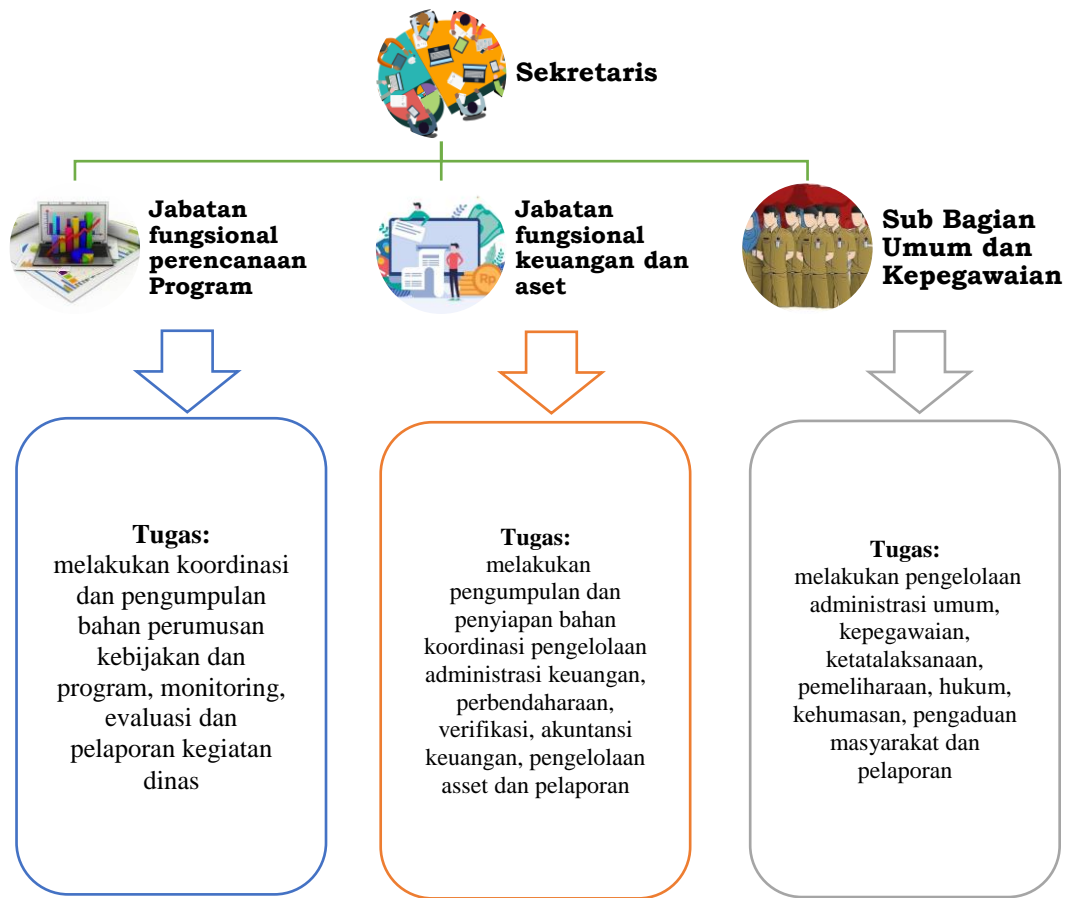 Sekretaris
Jabatan
fungsional
perencanaan
Program
Jabatan
fungsional
keuangan dan
aset
Rp
Sub Bagian
Umum dan
Kepegawaian
Tugas:
melakukan koordinasi
dan pengumpulan
bahan perumusan
kebijakan dan
program, monitoring,
evaluasi dan
pelaporan kegiatan
dinas
Tugas:
melakukan
pengumpulan dan
penyiapan bahan
koordinasi pengelolaan
administrasi keuangan,
perbendaharaan,
verifikasi, akuntansi
keuangan, pengelolaan
asset dan pelaporan
Tugas:
melakukan pengelolaan
administrasi umum,
kepegawaian,
ketatalaksanaan,
pemeliharaan, hukum,
kehumasan, pengaduan
masyarakat dan
pelaporan